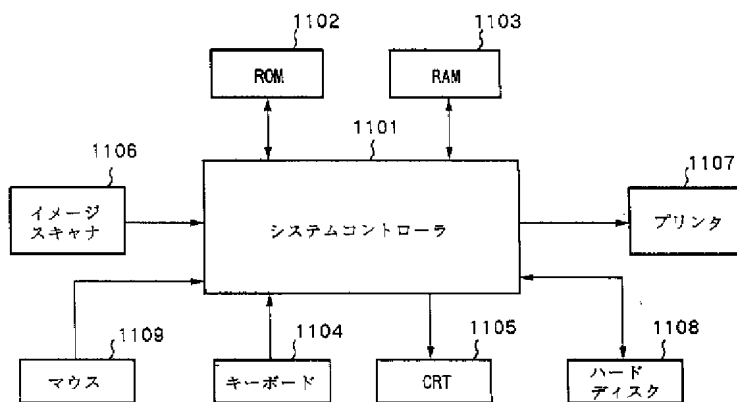 1102
1103
ROM
RAM
1101
1106
1107
イメージ
スキャナ
システムコントローラ
プリンタ
1109
1104
1105
1108
マウス
キーボード
CRT
ハード
ディスク